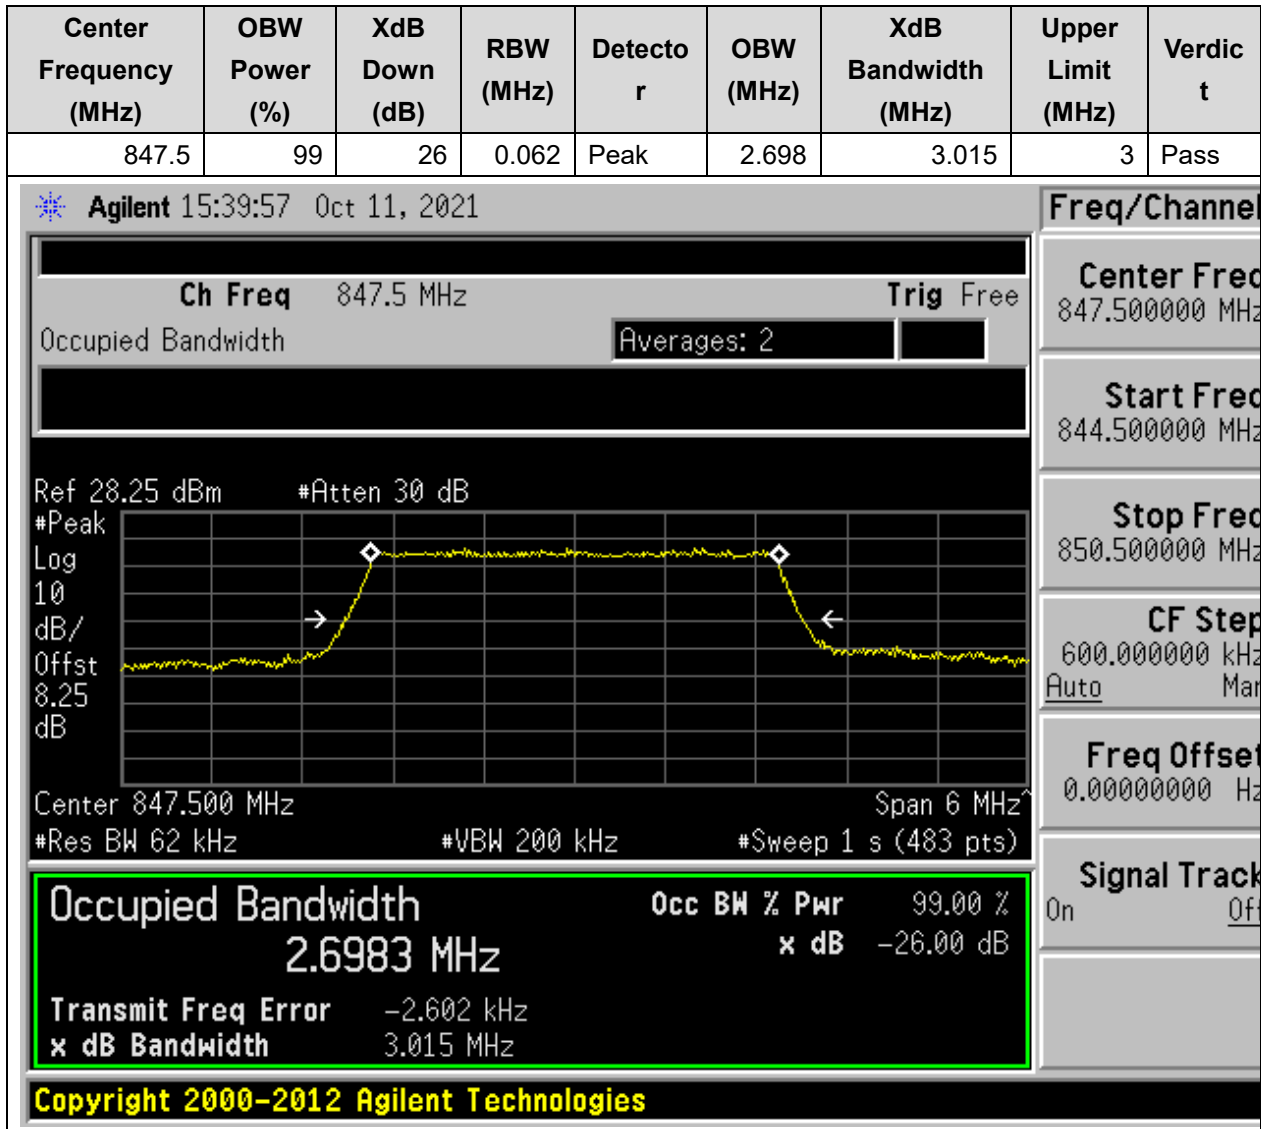 Center Frequency (MHz) OBW Power (%) XdB Down (dB) RBW (MHz) Detecto r OBW (MHz) XdB Bandwidth (MHz) Upper Limit (MHz) Verdic t
847.5 99 26 0.062 Peak 2.698 3.015 3 Pass
Agilent 15:39:57 Oct 11, 2021
Ch Freq 847.5 MHz Trig Free
Occupied Bandwidth Averages: 2
Ref 28.25 dBm #Atten 30 dB
#Peak
Log
10
dB/
Offst
8.25
dB
Center 847.500 MHz Span 6 MHz^
#Res BW 62 kHz #VBW 200 kHz #Sweep 1 s (483 pts)
Occupied Bandwidth Occ BW % Pwr 99.00 %
2.6983 MHz x dB -26.00 dB
Transmit Freq Error -2.602 kHz
x dB Bandwidth 3.015 MHz
Copyright 2000-2012 Agilent Technologies
Freq/Channel
Center Freq
847.500000 MHz
Start Freq
844.500000 MHz
Stop Freq
850.500000 MHz
CF Step
600.000000 kHz
Auto Man
Freq Offset
0.00000000 Hz
Signal Track
On Off